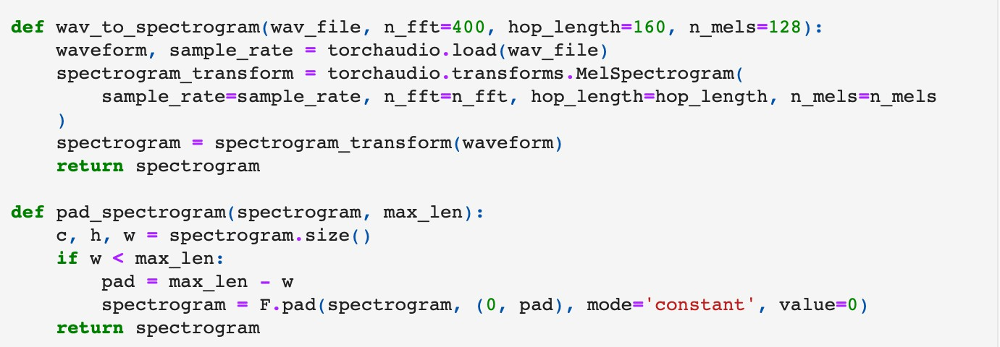 def wav_to_spectrogram(wav_file, n_fft=400, hop_length=160, n_mels=128):
    waveform, sample_rate = torchaudio.load(wav_file)
    spectrogram_transform = torchaudio.transforms.MelSpectrogram(
        sample_rate=sample_rate, n_fft=n_fft, hop_length=hop_length, n_mels=n_mels
    )
    spectrogram = spectrogram_transform(waveform)
    return spectrogram

def pad_spectrogram(spectrogram, max_len):
    c, h, w = spectrogram.size()
    if w < max_len:
        pad = max_len - w
        spectrogram = F.pad(spectrogram, (0, pad), mode='constant', value=0)
    return spectrogram